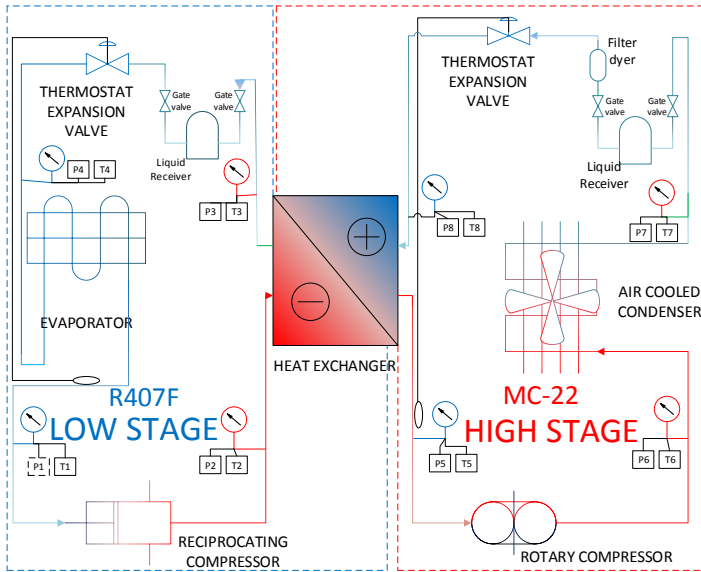 THERMOSTAT
EXPANSION
VALVE
Gate
valve
Gate
valve
Liquid
Receiver
P4
T4
P3
T3
EVAPORATOR
HEAT EXCHANGER
R407F
LOW STAGE
P1
T1
P2
T2
RECIPROCATING
COMPRESSOR
THERMOSTAT
EXPANSION
VALVE
Filter
dyer
Gate
valve
Gate
valve
Liquid
Receiver
P8
T8
P7
T7
AIR COOLED
CONDENSER
MC-22
HIGH STAGE
P5
T5
P6
T6
ROTARY COMPRESSOR